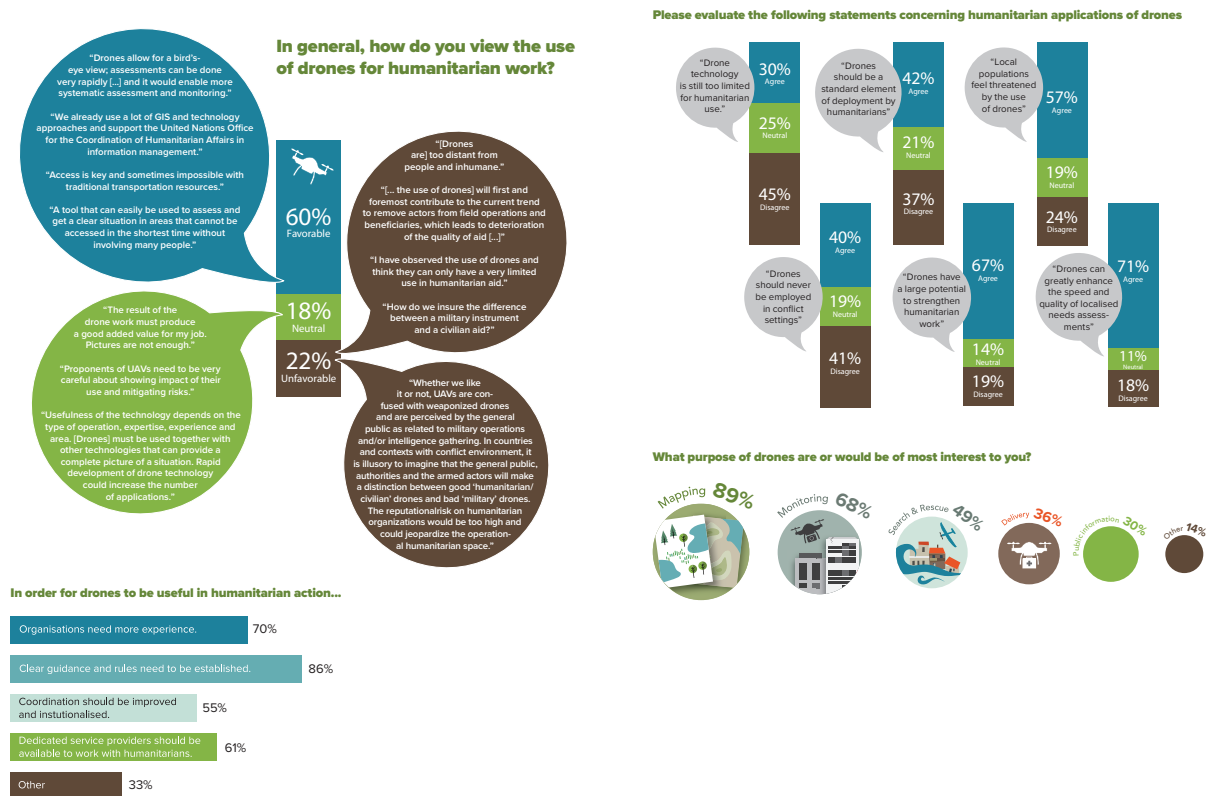 In general, how do you view the use
of drones for humanitarian work?
“Drones allow for a bird’s-
eye view; assessments can be done
very rapidly [...] and it would enable more
systematic assessment and monitoring.”
“We already use a lot of GIS and technology
approaches and support the United Nations Office
for the Coordination of Humanitarian Affairs in
information management.”
“Access is key and sometimes impossible with
traditional transportation resources.”
“A tool that can easily be used to assess and
get a clear situation in areas that cannot be
accessed in the shortest time without
involving many people.”
60%
Favorable
18%
Neutral
22%
Unfavorable
“[Drones
are] too distant from
people and inhumane.”
“[... the use of drones] will first and
foremost contribute to the current trend
to remove actors from field operations and
beneficiaries, which leads to deterioration
of the quality of aid [...]”
“I have observed the use of drones and
think they can only have a very limited
use in humanitarian aid.”
“How do we insure the difference
between a military instrument
and a civilian aid?”
“The result of the
drone work must produce
a good added value for my job.
Pictures are not enough.”
“Proponents of UAVs need to be very
careful about showing impact of their
use and mitigating risks.”
“Usefulness of the technology depends on the
type of operation, expertise, experience and
area. [Drones] must be used together with
other technologies that can provide a
complete picture of a situation. Rapid
development of drone technology
could increase the number
of applications.”
“Whether we like
it or not, UAVs are con-
fused with weaponized drones
and are perceived by the general
public as related to military operations
and/or intelligence gathering. In countries
and contexts with conflict environment, it
is illusory to imagine that the general public,
authorities and the armed actors will make
a distinction between good ‘humanitarian/
civilian’ drones and bad ‘military’ drones.
The reputationalrisk on humanitarian
organizations would be too high and
could jeopardize the operation-
al humanitarian space.”
In order for drones to be useful in humanitarian action...
Organisations need more experience.
70%
Clear guidance and rules need to be established.
86%
Coordination should be improved
and instutionalised.
55%
Dedicated service providers should be
available to work with humanitarians.
61%
Other
33%
Please evaluate the following statements concerning humanitarian applications of drones
“Drone
technology
is still too limited
for humanitarian
use.”
30%
Agree
25%
Neutral
45%
Disagree
“Drones
should be a
standard element
of deployment by
humanitarians”
42%
Agree
21%
Neutral
37%
Disagree
“Local
populations
feel threatened
by the use
of drones”
57%
Agree
19%
Neutral
24%
Disagree
“Drones
should never
be employed
in conflict
settings”
40%
Agree
19%
Neutral
41%
Disagree
“Drones have
a large potential
to strengthen
humanitarian
work”
67%
Agree
14%
Neutral
19%
Disagree
“Drones can
greatly enhance
the speed and
quality of localised
needs assess-
ments”
71%
Agree
11%
Neutral
18%
Disagree
What purpose of drones are or would be of most interest to you?
Mapping 89%
Monitoring 68%
Search & Rescue 49%
Delivery 36%
Public information 30%
Other 14%